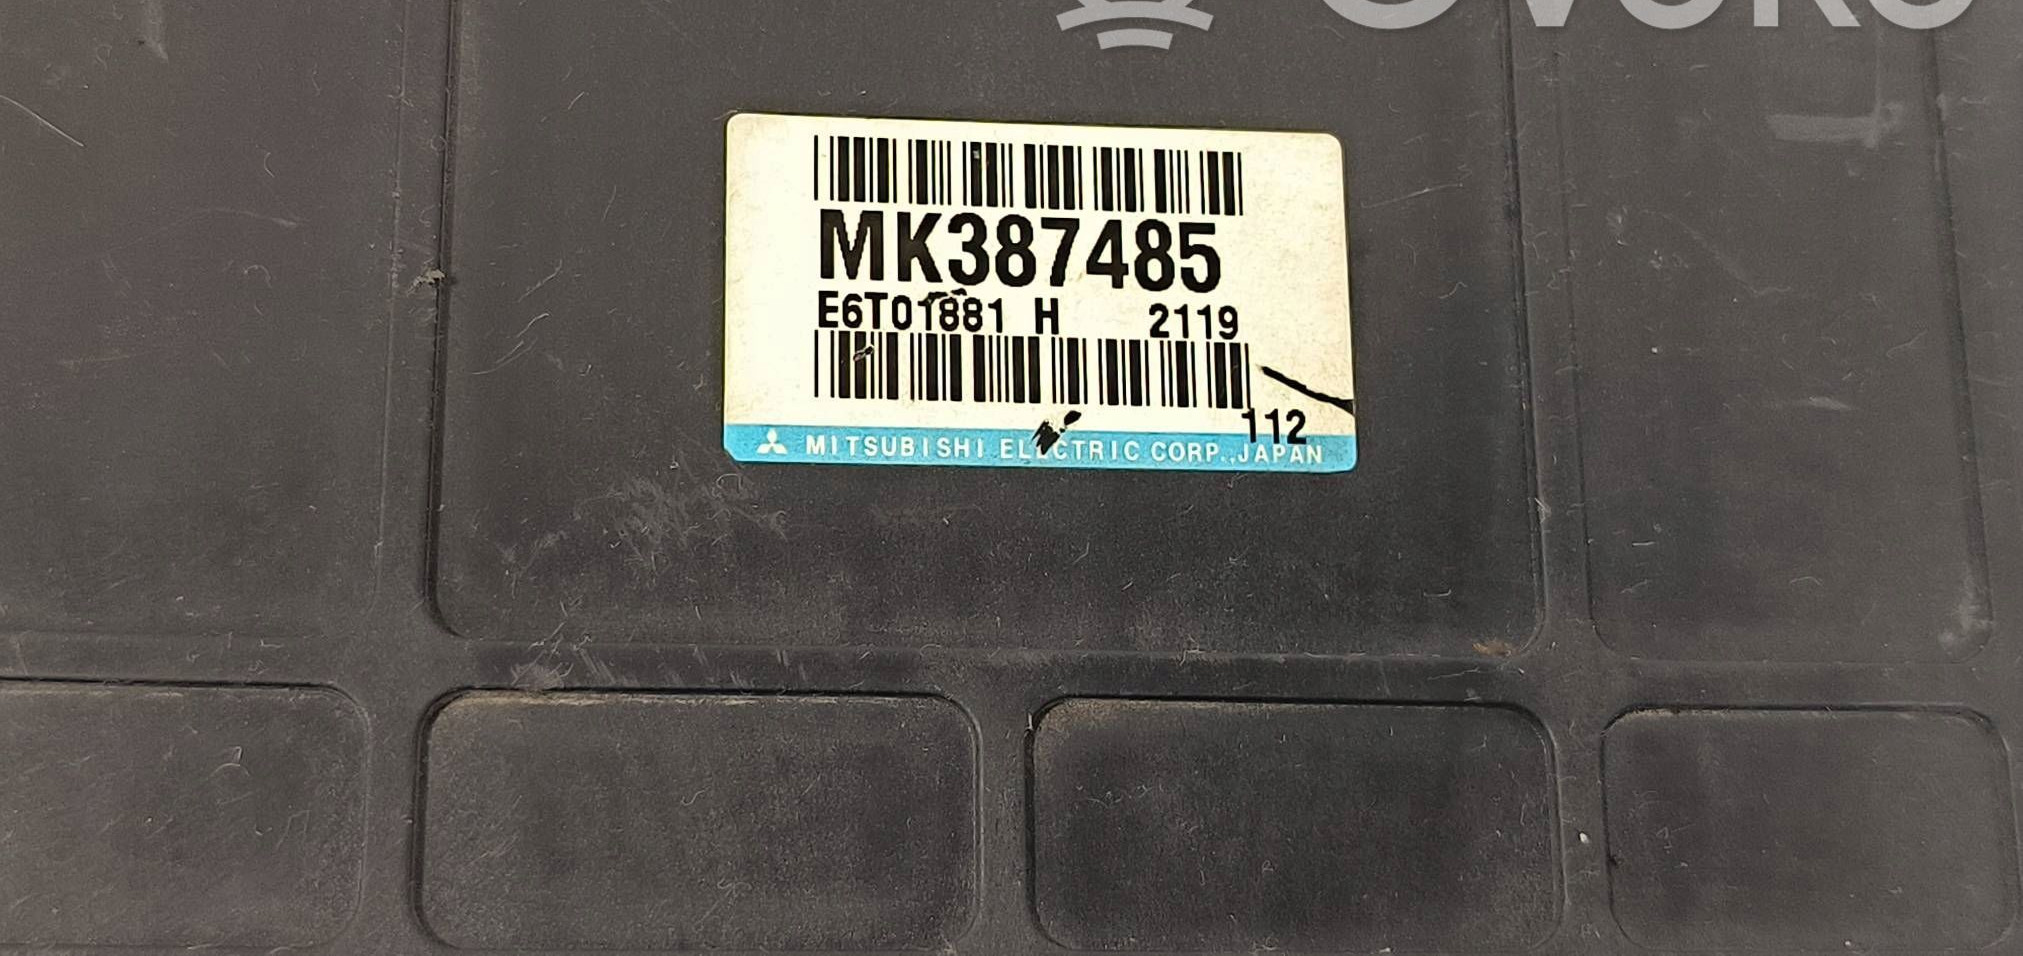 MK387485
E6T01881 H 2119
112
MITSUBISHI ELECTRIC CORP.,JAPAN